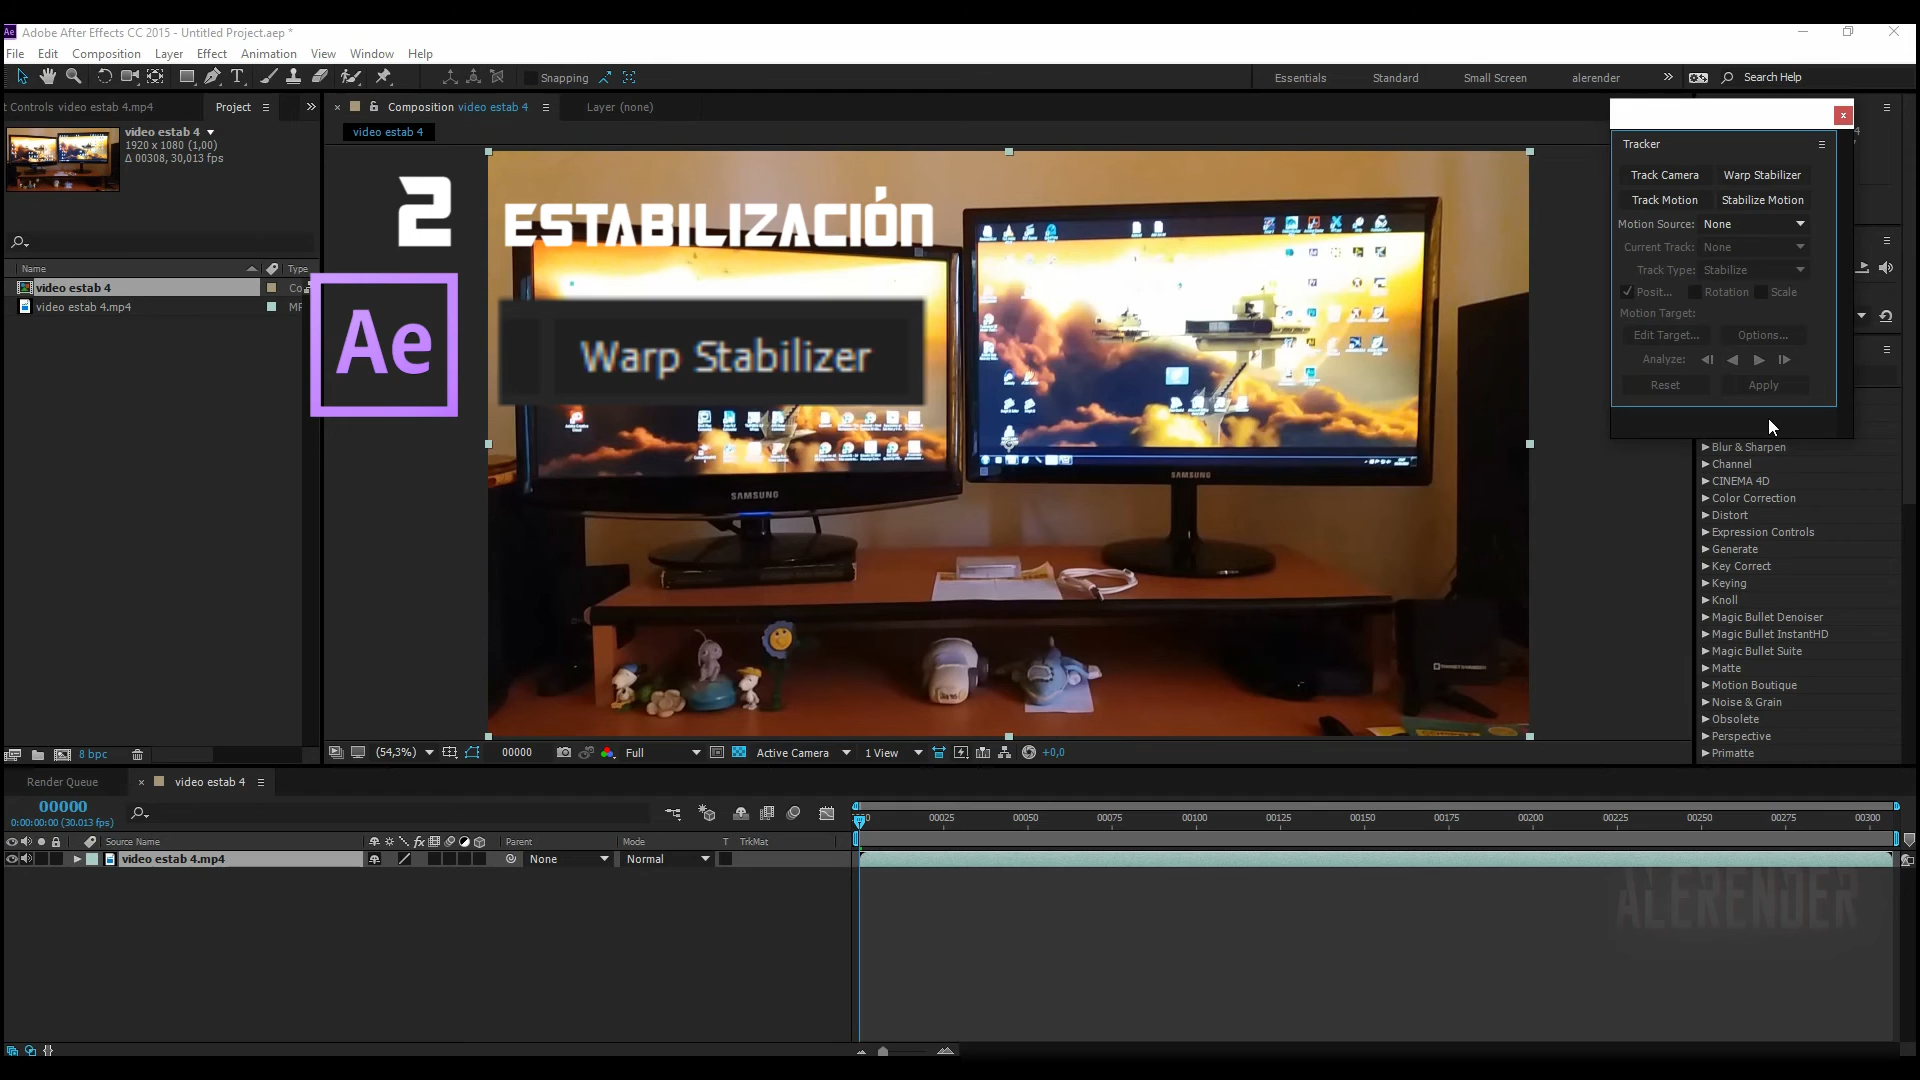 Ae Adobe After Effects CC 2015 - Untitled Project.aep *
File Edit Composition Layer Effect Animation View Window Help
Snapping Essentials Standard Small Screen alerender Search Help
t Controls video estab 4.mp4 Project
Composition video estab 4 Layer (none)
video estab 4
1920 x 1080 (1,00)
Δ 00308, 30,013 fps
video estab 4
Name Type
video estab 4 Co
video estab 4.mp4 MP
2 ESTABILIZACIÓN
Ae
Warp Stabilizer
SAMSUNG
SAMSUNG
Tracker
Track Camera Warp Stabilizer
Track Motion Stabilize Motion
Motion Source: None
Current Track: None
Track Type: Stabilize
Posit... Rotation Scale
Motion Target:
Edit Target... Options...
Analyze:
Reset Apply
Blur & Sharpen
Channel
CINEMA 4D
Color Correction
Distort
Expression Controls
Generate
Key Correct
Keying
Knoll
Magic Bullet Denoiser
Magic Bullet InstantHD
Magic Bullet Suite
Matte
Motion Boutique
Noise & Grain
Obsolete
Perspective
Primatte
8 bpc
(54,3%) 00000 Full Active Camera 1 View +0,0
Render Queue video estab 4
00000
0:00:00:00 (30.013 fps)
00025 00050 00075 00100 00125 00150 00175 00200 00225 00250 00275 00300
Source Name Parent Mode T TrkMat
video estab 4.mp4 None Normal
ALERENDER